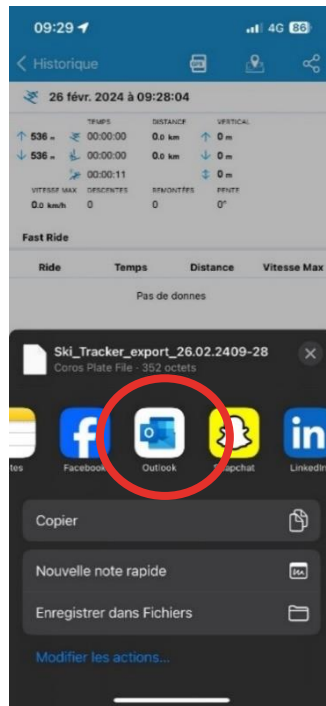 09:29 4G 86
Historique GPX
26 févr. 2024 à 09:28:04
TEMPS DISTANCE VERTICAL
536 m 00:00:00 0.0 km 0 m
536 m 00:00:00 0.0 km 0 m
00:00:11 0 m
VITESSE MAX DESCENTES REMONTÉES PENTE
0.0 km/h 0 0 0°
Fast Ride
Ride Temps Distance Vitesse Max
Pas de donnes
Ski_Tracker_export_26.02.2409-28
Coros Plate File - 352 octets
tes Facebook Outlook Snapchat LinkedIn
Copier
Nouvelle note rapide
Enregistrer dans Fichiers
Modifier les actions...